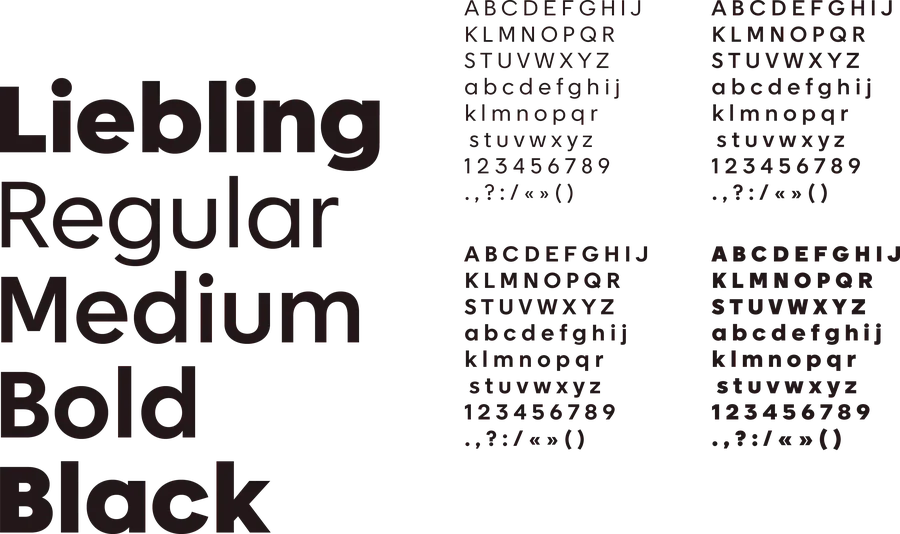 Liebling
Regular
Medium
Bold
Black
ABCDEFGHIJ
KLMNOPQR
STUVWXYZ
abcdefghij
klmnopqr
stuvwxyz
123456789
.,?:/«»()
ABCDEFGHIJ
KLMNOPQR
STUVWXYZ
abcdefghij
klmnopqr
stuvwxyz
123456789
.,?:/«»()
ABCDEFGHIJ
KLMNOPQR
STUVWXYZ
abcdefghij
klmnopqr
stuvwxyz
123456789
.,?:/«»()
ABCDEFGHIJ
KLMNOPQR
STUVWXYZ
abcdefghij
klmnopqr
stuvwxyz
123456789
.,?:/«»()